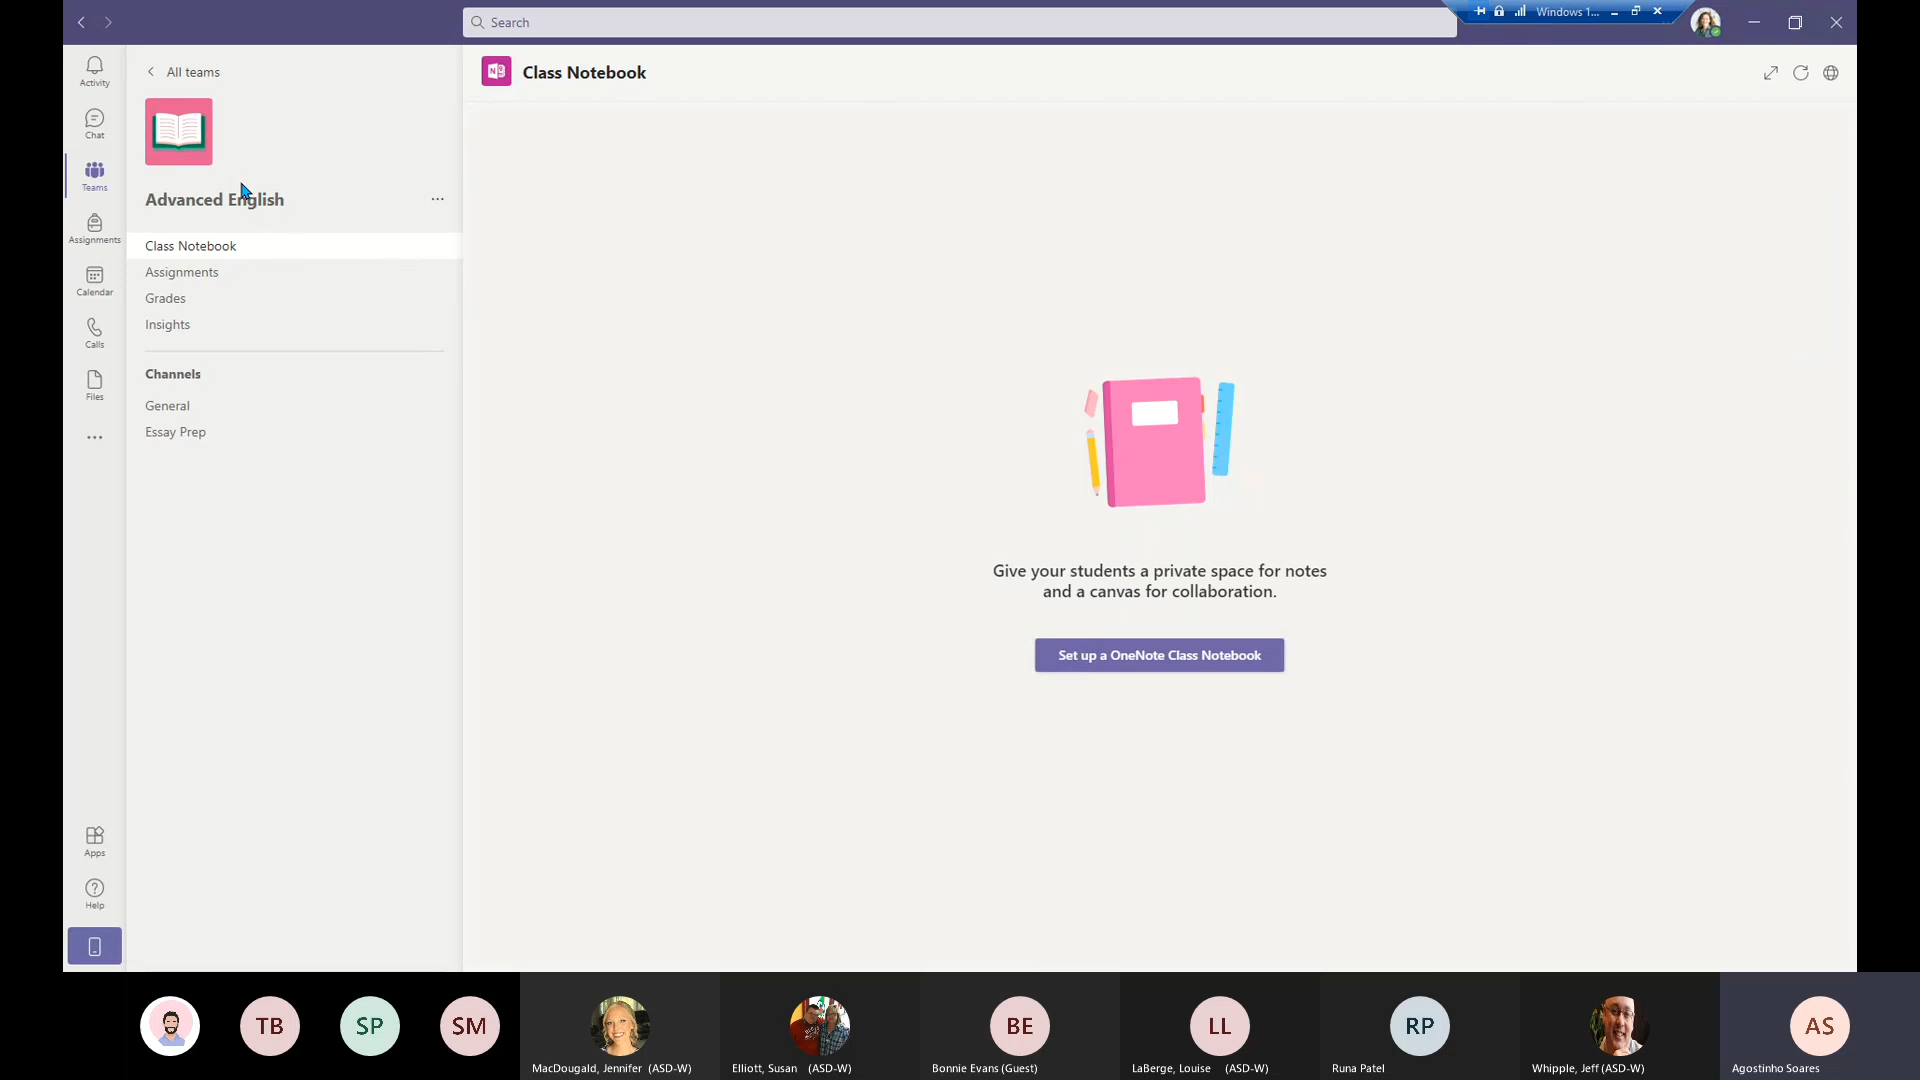 Search
Windows 1...
Activity
Chat
Teams
Assignments
Calendar
Calls
Files
Apps
Help
All teams
Advanced English
Class Notebook
Assignments
Grades
Insights
Channels
General
Essay Prep
Class Notebook
Give your students a private space for notes
and a canvas for collaboration.
Set up a OneNote Class Notebook
TB
SP
SM
BE
LL
RP
AS
MacDougald, Jennifer (ASD-W)
Elliott, Susan (ASD-W)
Bonnie Evans (Guest)
LaBerge, Louise (ASD-W)
Runa Patel
Whipple, Jeff (ASD-W)
Agostinho Soares